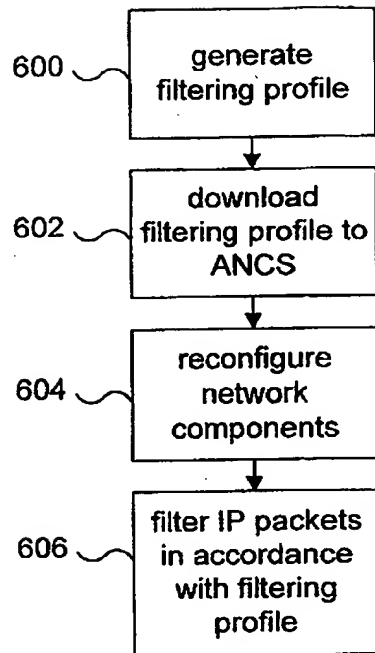 600
generate
filtering profile
602
download
filtering profile to
ANCS
604
reconfigure
network
components
606
filter IP packets
in accordance
with filtering
profile